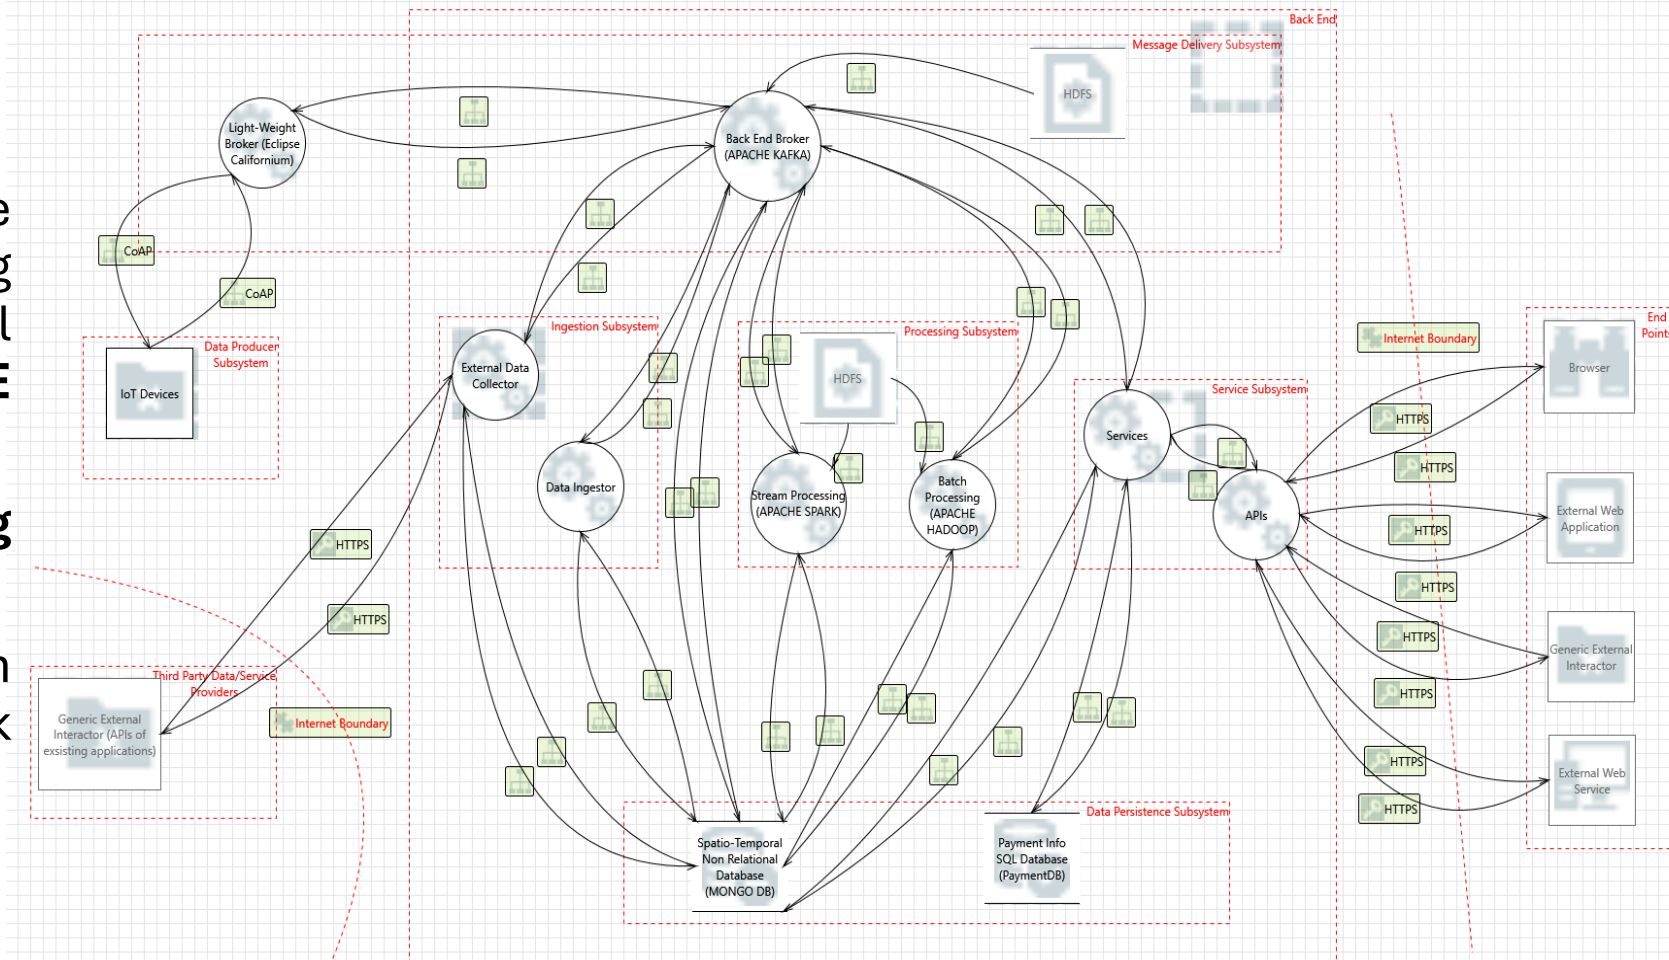 Back End
Message Delivery Subsystem
HDFS
Light-Weight
Broker (Eclipse
Californium)
Back End Broker
(APACHE KAFKA)
e
g
l
E
g
n
k
CoAP
CoAP
Data Producer
Subsystem
IoT Devices
Ingestion Subsystem
External Data
Collector
Data Ingestor
Processing Subsystem
HDFS
Stream Processing
(APACHE SPARK)
Batch
Processing
(APACHE
HADOOP)
Service Subsystem
Services
APIs
Internet Boundary
End
Points
Browser
External Web
Application
Generic External
Interactor
External Web
Service
HTTPS
HTTPS
HTTPS
HTTPS
HTTPS
HTTPS
HTTPS
HTTPS
HTTPS
HTTPS
Third Party Data/Service
Providers
Generic External
Interactor (APIs of
exsisting applications)
Internet Boundary
Data Persistence Subsystem
Spatio-Temporal
Non Relational
Database
(MONGO DB)
Payment Info
SQL Database
(PaymentDB)